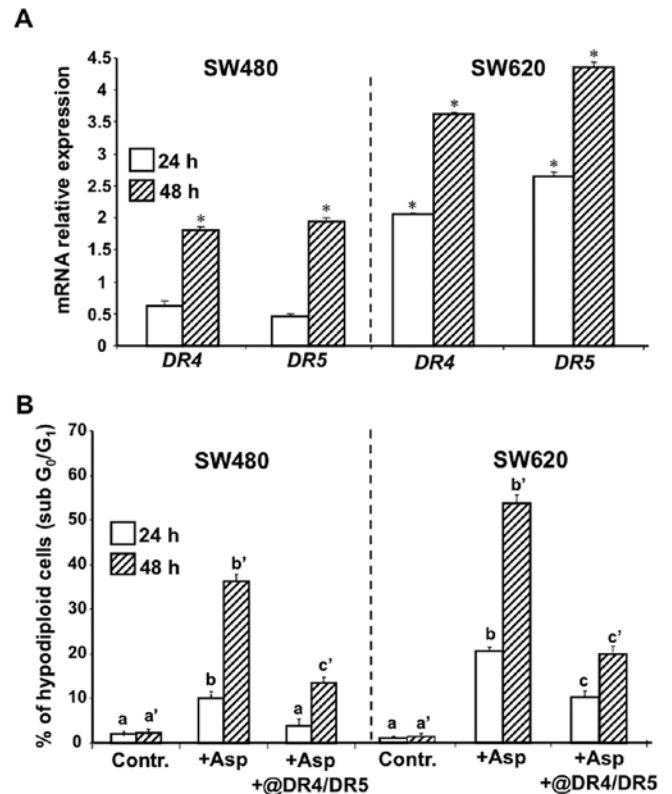 A
SW480 SW620
mRNA relative expression
4.5
4
3.5
3
2.5
2
1.5
1
0.5
0
24 h
48 h
* * * * * *
DR4 DR5 DR4 DR5
B
SW480 SW620
% of hypodiploid cells (sub G0/G1)
70
60
50
40
30
20
10
0
24 h
48 h
a a' b b' a c' a a' b b' c c'
Contr. +Asp +Asp Contr. +Asp +Asp
+@DR4/DR5 +@DR4/DR5